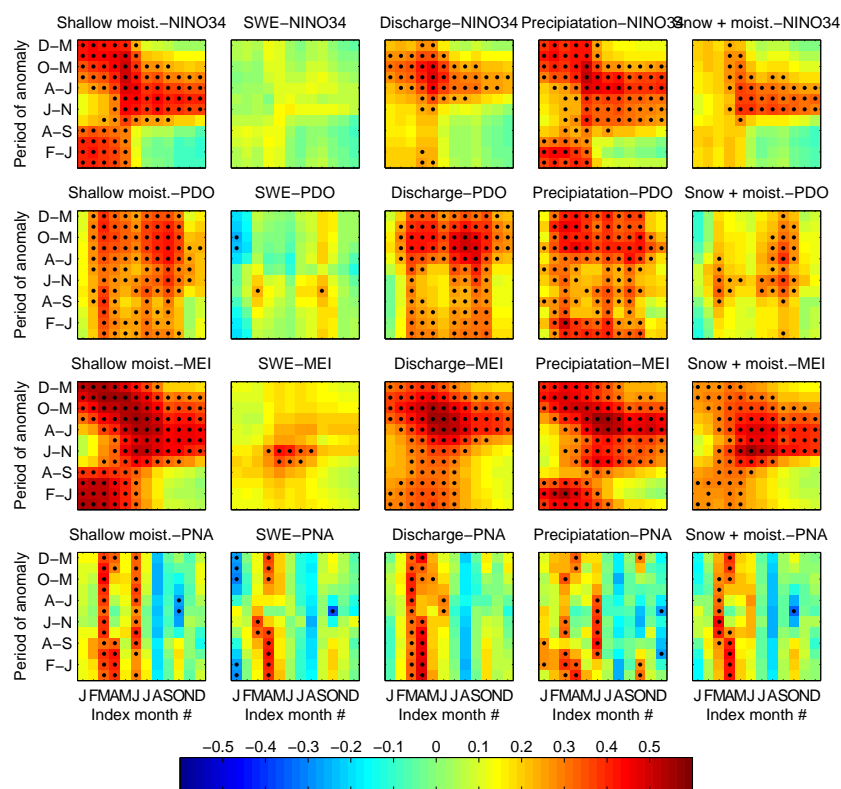 Shallow moist.−NINO34 SWE−NINO34 Discharge−NINO34 Precipiatation−NINO34 Snow + moist.−NINO34
Period of anomaly
D−M
O−M
A−J
J−N
A−S
F−J
Shallow moist.−PDO SWE−PDO Discharge−PDO Precipiatation−PDO Snow + moist.−PDO
Period of anomaly
D−M
O−M
A−J
J−N
A−S
F−J
Shallow moist.−MEI SWE−MEI Discharge−MEI Precipiatation−MEI Snow + moist.−MEI
Period of anomaly
D−M
O−M
A−J
J−N
A−S
F−J
Shallow moist.−PNA SWE−PNA Discharge−PNA Precipiatation−PNA Snow + moist.−PNA
Period of anomaly
D−M
O−M
A−J
J−N
A−S
F−J
J FMAMJ JASOND J FMAMJ JASOND J FMAMJ JASOND J FMAMJ JASOND J FMAMJ JASOND
Index month # Index month # Index month # Index month # Index month #
−0.5 −0.4 −0.3 −0.2 −0.1 0 0.1 0.2 0.3 0.4 0.5